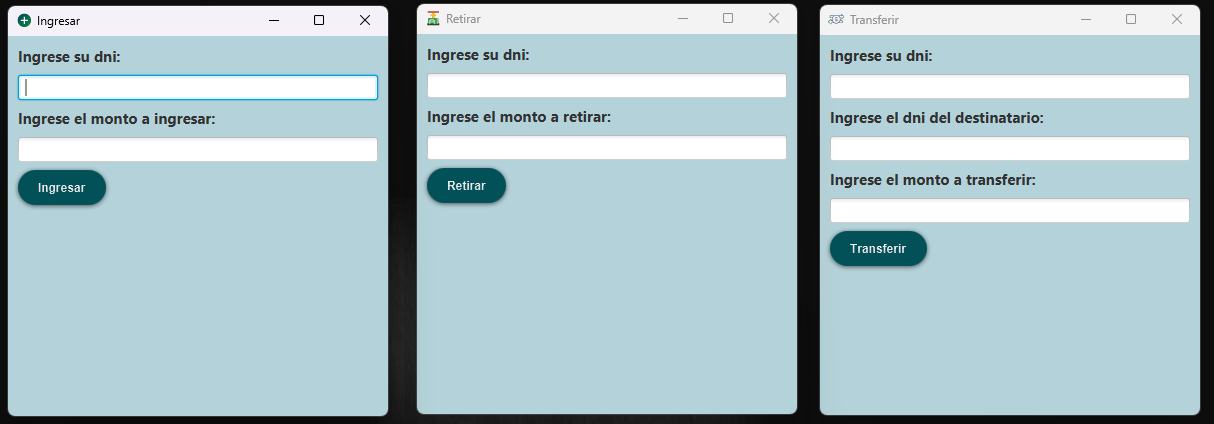 Ingresar
Ingrese su dni:
Ingrese el monto a ingresar:
Ingresar
Retirar
Ingrese su dni:
Ingrese el monto a retirar:
Retirar
Transferir
Ingrese su dni:
Ingrese el dni del destinatario:
Ingrese el monto a transferir:
Transferir